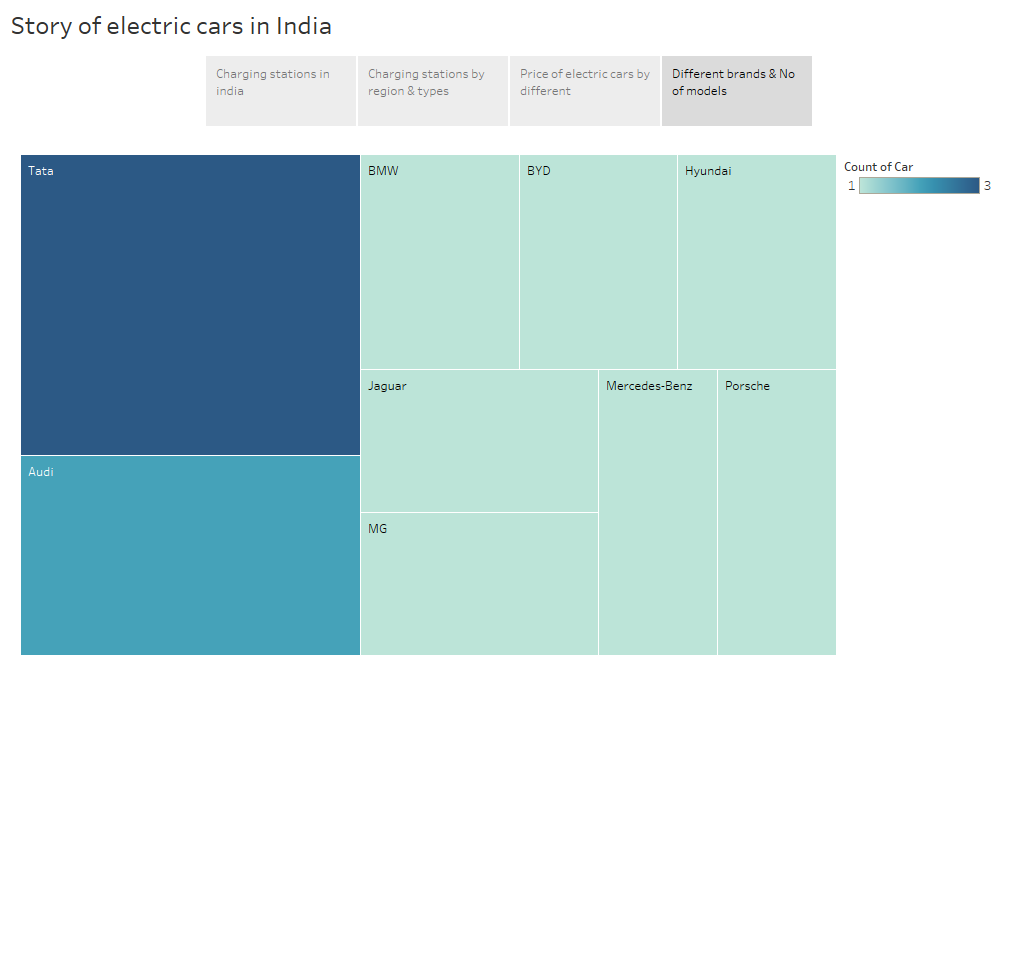 Story of electric cars in India
Charging stations in
india
Charging stations by
region & types
Price of electric cars by
different
Different brands & No
of models
Tata
BMW
BYD
Hyundai
Count of Car
1
3
Jaguar
Mercedes-Benz
Porsche
Audi
MG